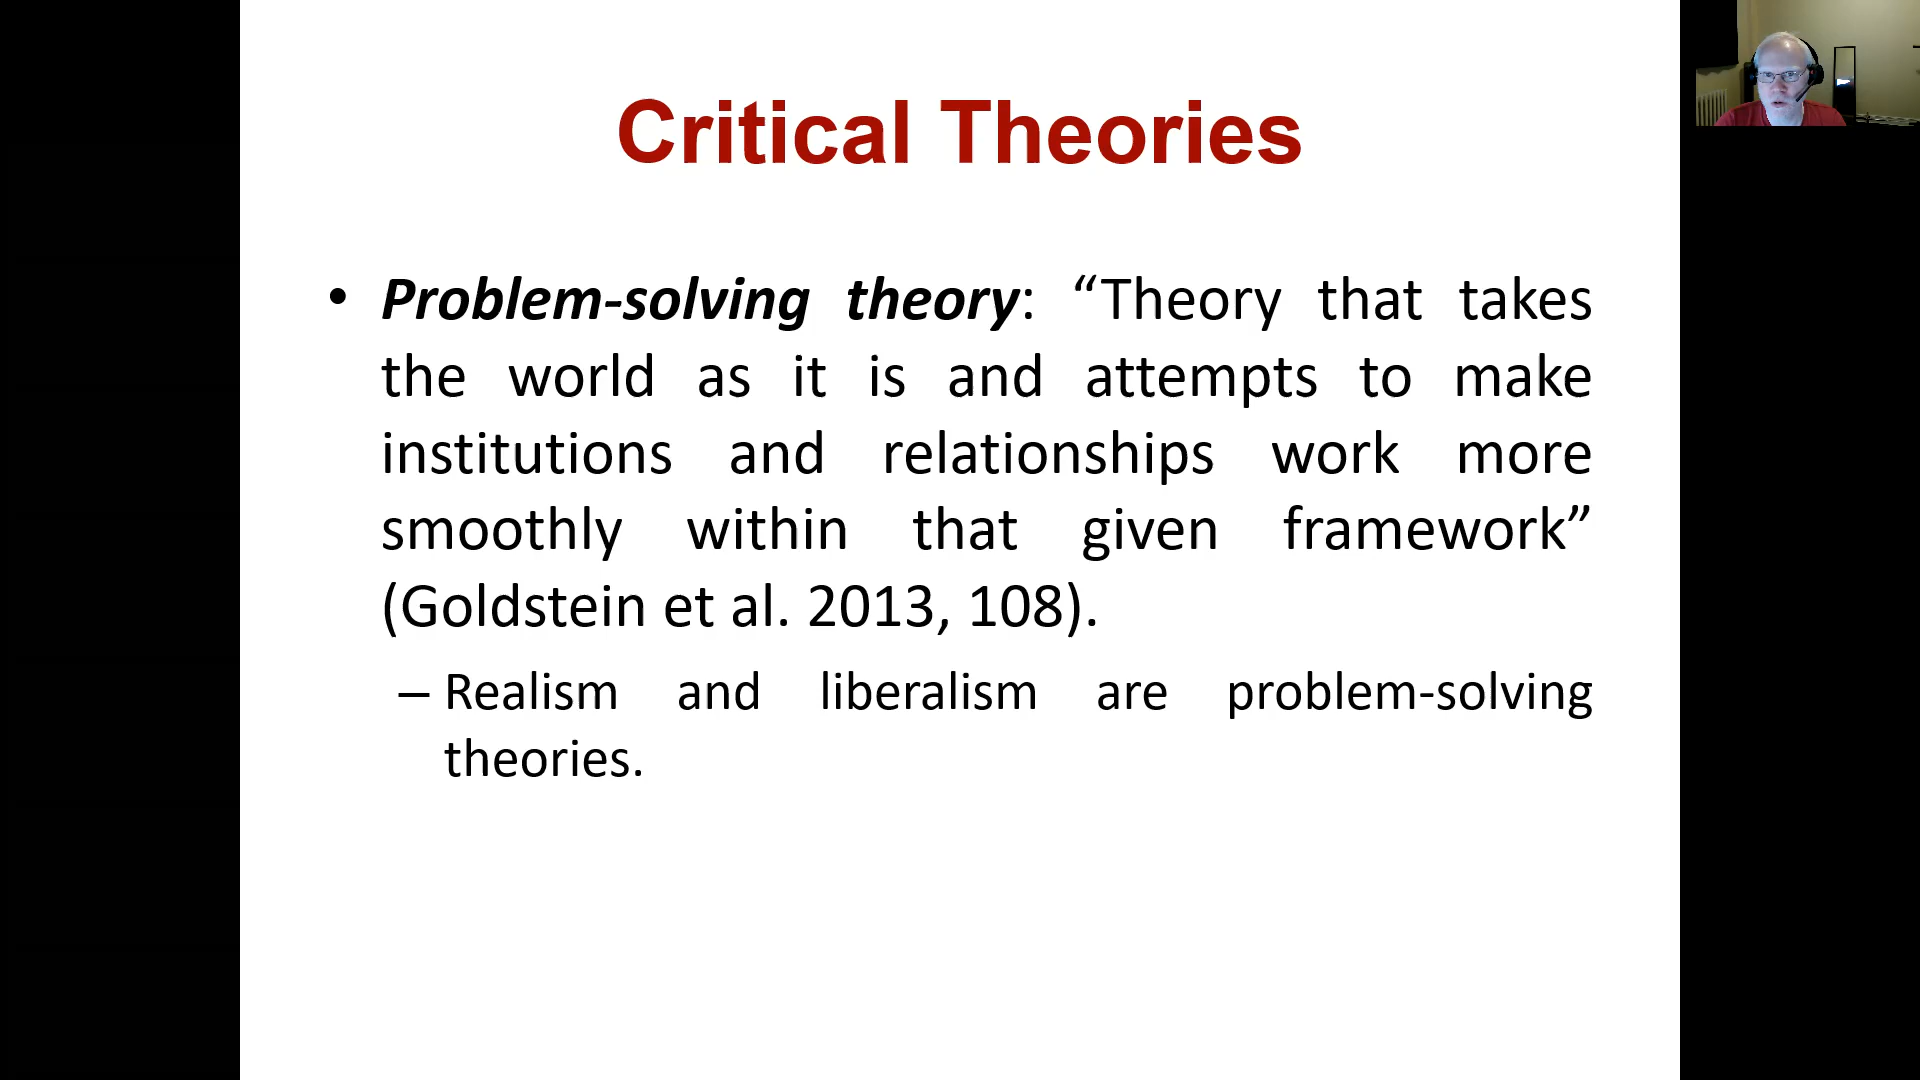 Critical Theories
• Problem-solving theory: “Theory that takes
the world as it is and attempts to make
institutions and relationships work more
smoothly within that given framework”
(Goldstein et al. 2013, 108).
– Realism and liberalism are problem-solving
theories.